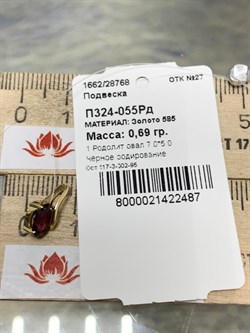 1662/28768 ОТК №27
Подвеска
П324-055Рд
МАТЕРИАЛ: Золото 585
Масса: 0,69 гр.
1 Родолит овал 7.0*5.0
Черное родирование
8000021422487